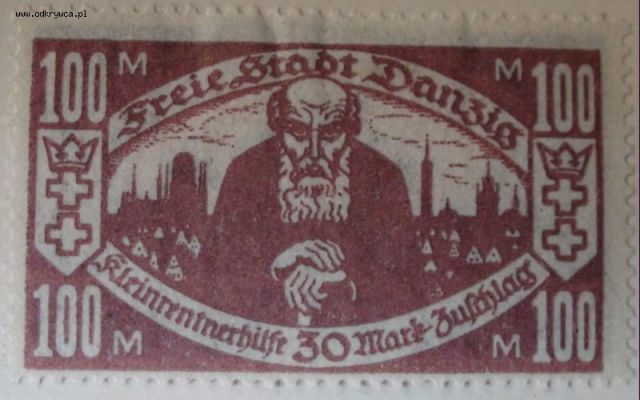 www.odkrywca.pl
100 M
M 100
Freie Stadt Danzig
Kleinrentnerhilfe 30 Mark-Zuschlag
100 M
M 100